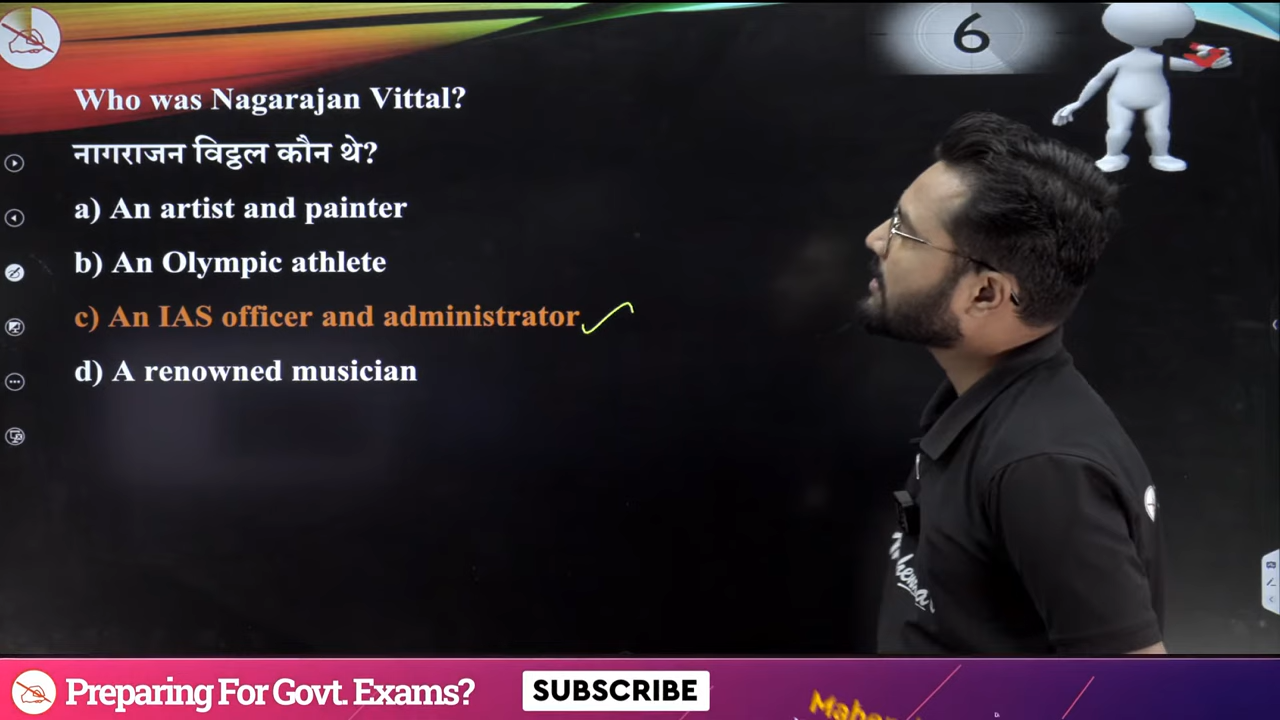 6
Who was Nagarajan Vittal?
नागराजन विट्ठल कौन थे?
a) An artist and painter
b) An Olympic athlete
c) An IAS officer and administrator
d) A renowned musician
Preparing For Govt. Exams?
SUBSCRIBE